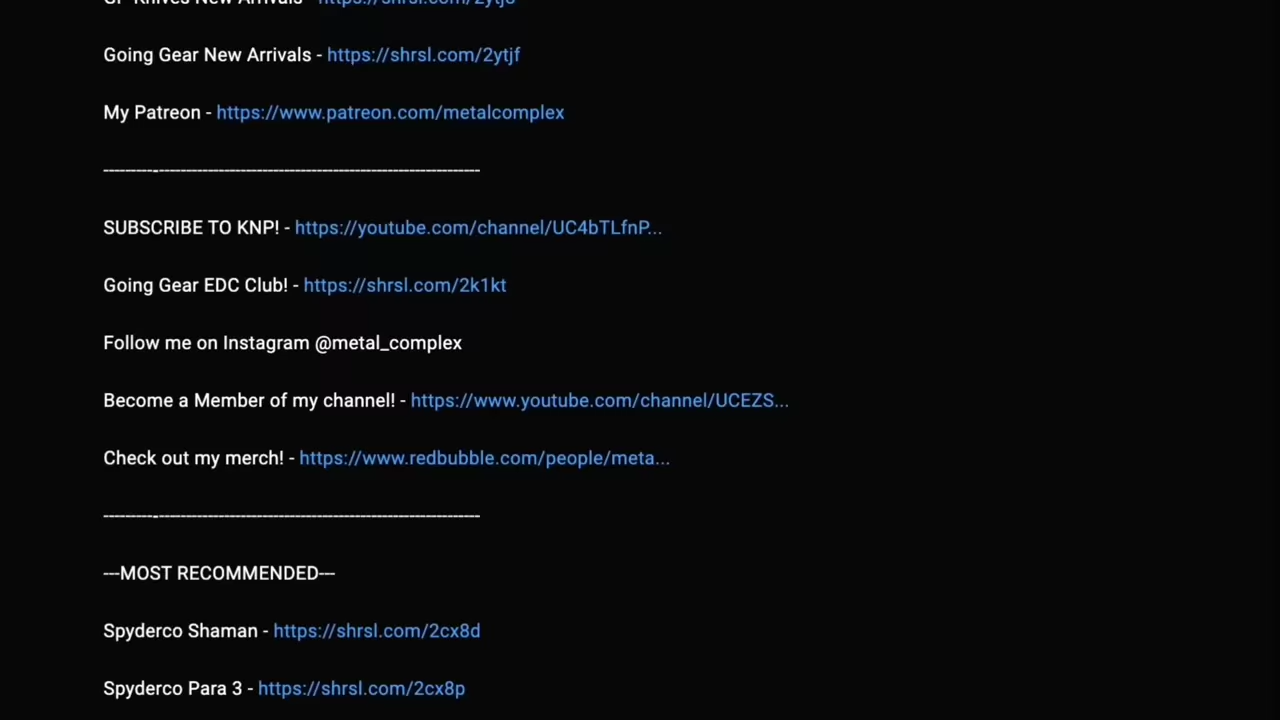 Knives New Arrivals -
Going Gear New Arrivals - https://shrsl.com/2ytjf
My Patreon - https://www.patreon.com/metalcomplex
------------------------------------------------------------
SUBSCRIBE TO KNP! - https://youtube.com/channel/UC4bTLfnP...
Going Gear EDC Club! - https://shrsl.com/2k1kt
Follow me on Instagram @metal_complex
Become a Member of my channel! - https://www.youtube.com/channel/UCEZS...
Check out my merch! - https://www.redbubble.com/people/meta...
------------------------------------------------------------
---MOST RECOMMENDED---
Spyderco Shaman - https://shrsl.com/2cx8d
Spyderco Para 3 - https://shrsl.com/2cx8p